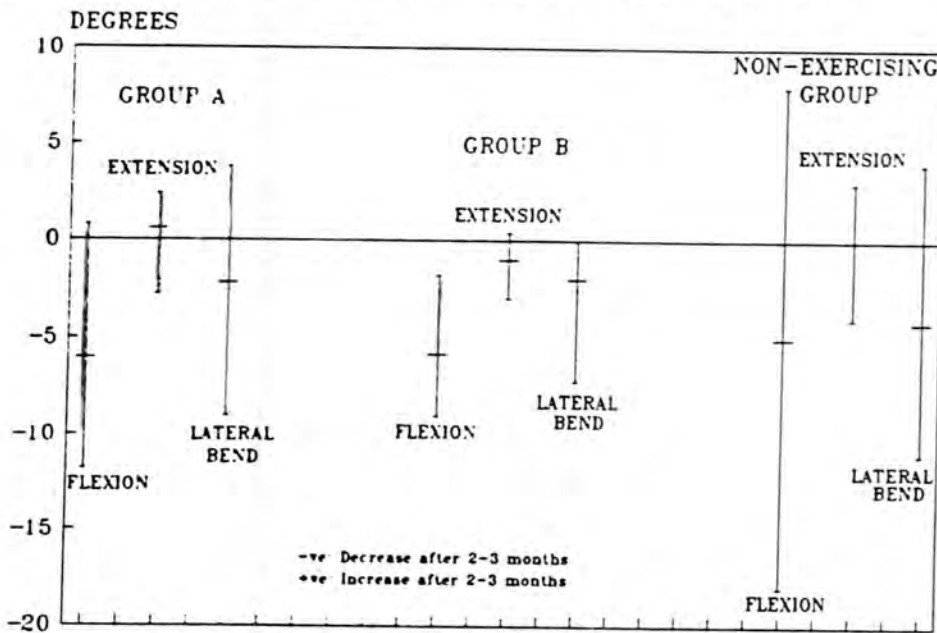 DEGREES
10
NON-EXERCISING
GROUP
GROUP A
5
GROUP B
EXTENSION
EXTENSION
EXTENSION
0
-5
LATERAL
BEND
FLEXION
LATERAL
BEND
-10
FLEXION
LATERAL
BEND
-15
-ve Decrease after 2-3 months
+ve Increase after 2-3 months
FLEXION
-20